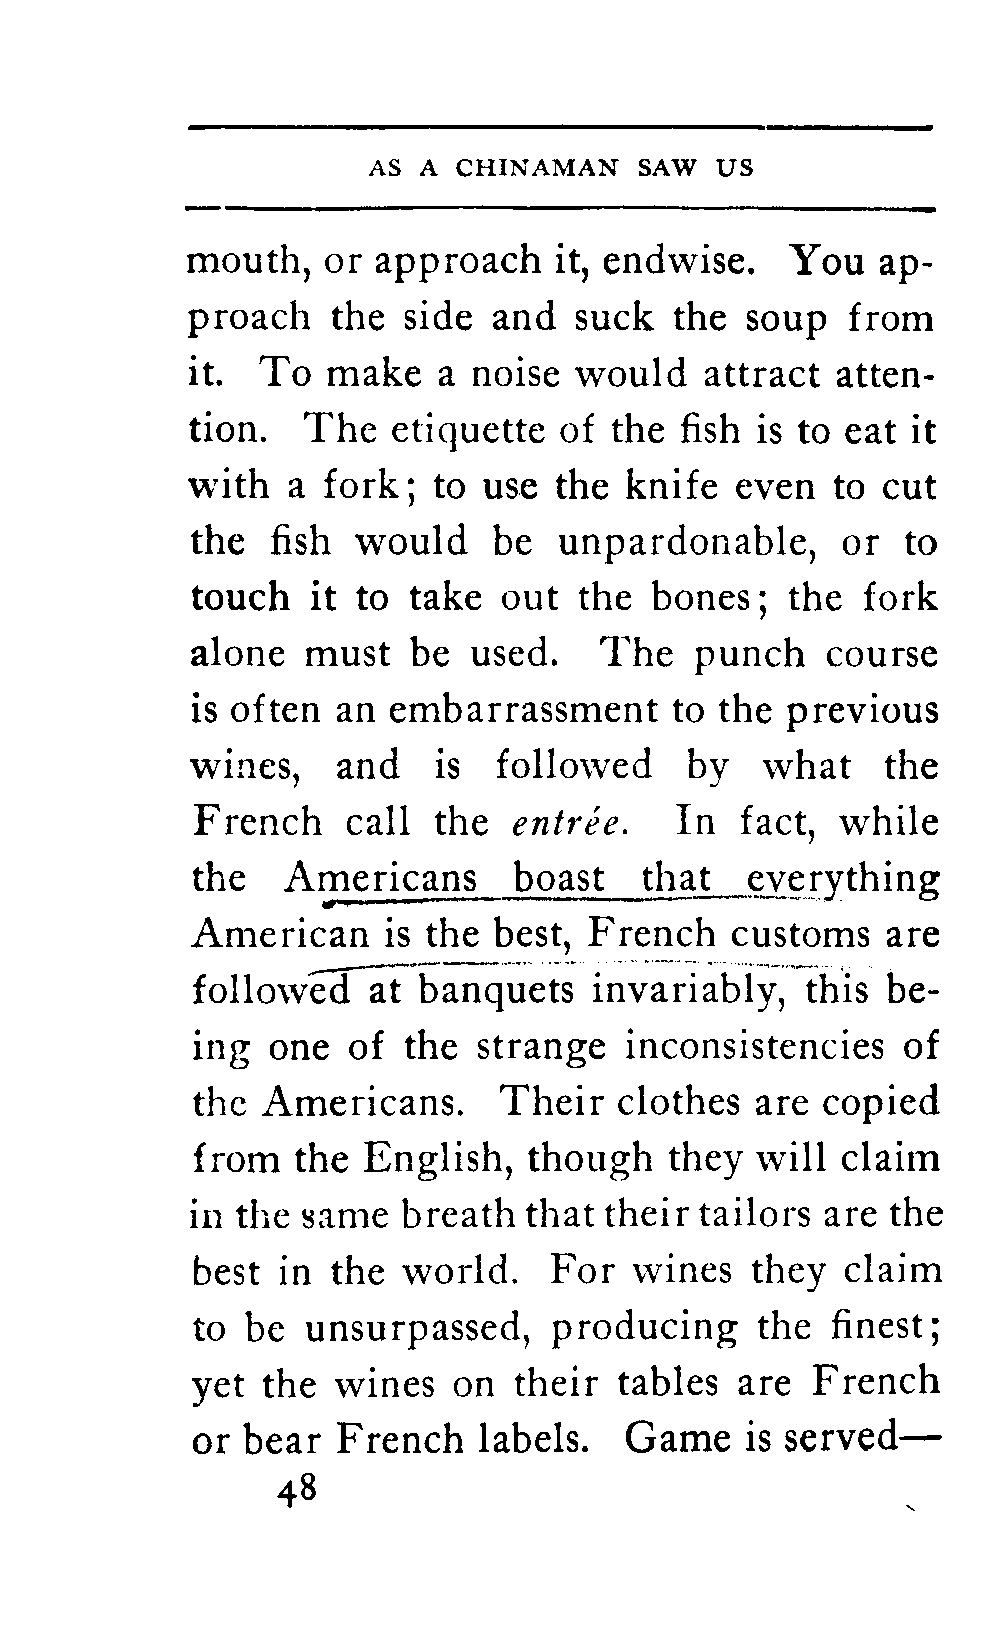 AS A CHINAMAN SAW US
mouth, or approach it, endwise. You ap-
proach the side and suck the soup from
it. To make a noise would attract atten-
tion. The etiquette of the fish is to eat it
with a fork; to use the knife even to cut
the fish would be unpardonable, or to
touch it to take out the bones; the fork
alone must be used. The punch course
is often an embarrassment to the previous
wines, and is followed by what the
French call the entrée. In fact, while
the Americans boast that everything
American is the best, French customs are
followed at banquets invariably, this be-
ing one of the strange inconsistencies of
the Americans. Their clothes are copied
from the English, though they will claim
in the same breath that their tailors are the
best in the world. For wines they claim
to be unsurpassed, producing the finest;
yet the wines on their tables are French
or bear French labels. Game is served—
48